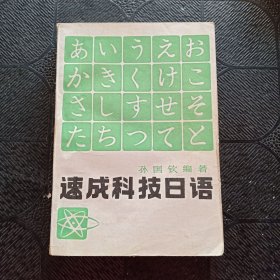 あいうえお
かきくけこ
さしすせそ
たちつてと
孙国钦编著
速成科技日语